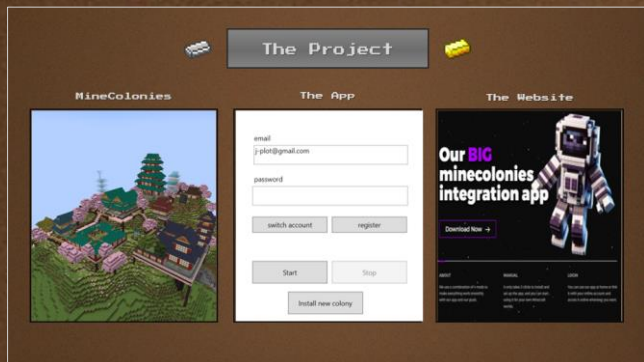 The Project
MineColonies
The App
The Website
email
j-plot@gmail.com
password
switch account
register
Start
Stop
Install new colony
Our BIG
minecolonies
integration app
Download Now →
ABOUT
MANUAL
LOGIN